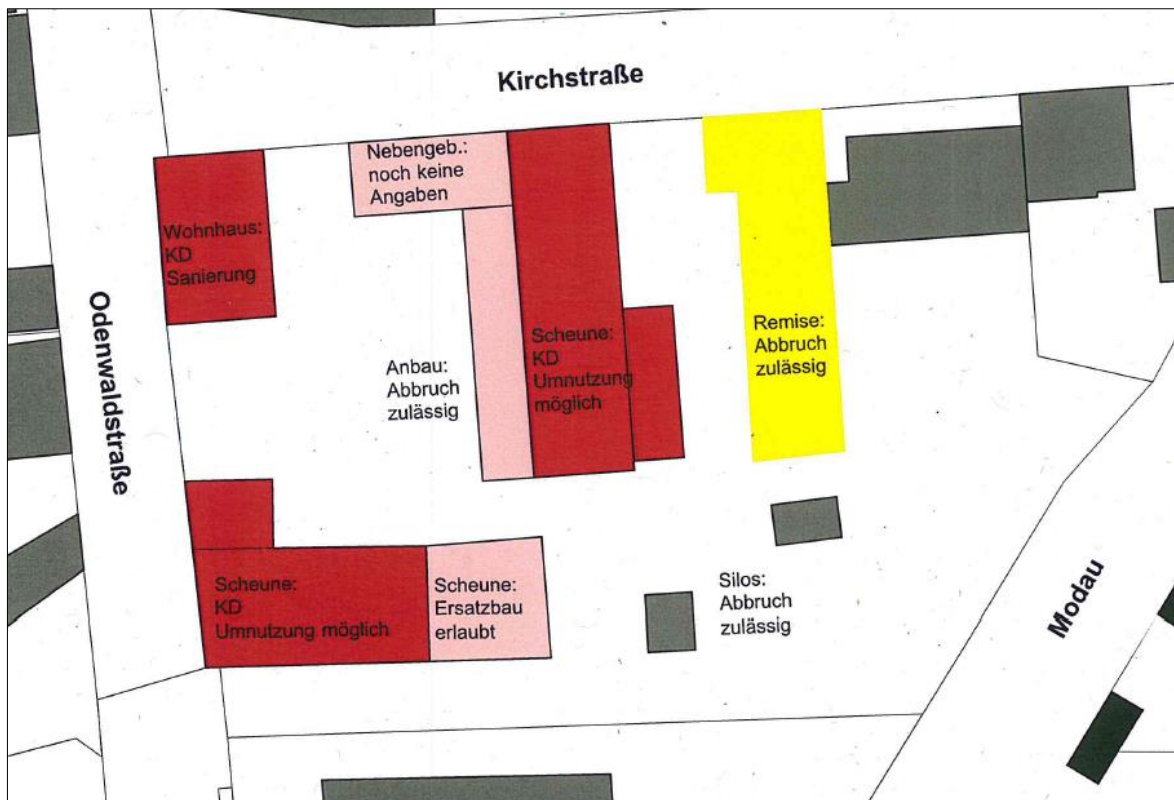 Kirchstraße
Nebengeb.:
noch keine
Angaben
Wohnhaus:
KD
Sanierung
Odenwaldstraße
Anbau:
Abbruch
zulässig
Scheune:
KD
Umnutzung
möglich
Remise:
Abbruch
zulässig
Scheune:
KD
Umnutzung möglich
Scheune:
Ersatzbau
erlaubt
Silos:
Abbruch
zulässig
Modau